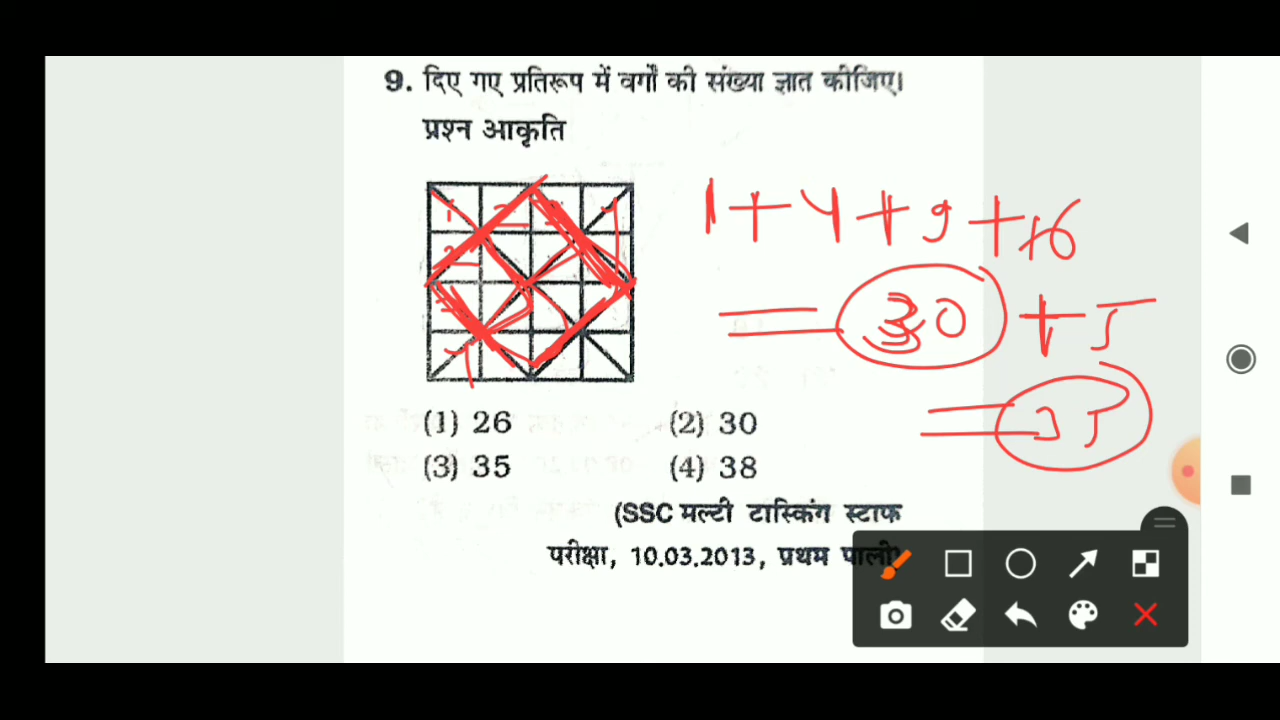 9. दिए गए प्रतिरूप में वर्गों की संख्या ज्ञात कीजिए।
प्रश्न आकृति
1+4+9+16
=30+5
=35
(1) 26 (2) 30
(3) 35 (4) 38
(SSC मल्टी टास्किंग स्टाफ
परीक्षा, 10.03.2013, प्रथम पाली)